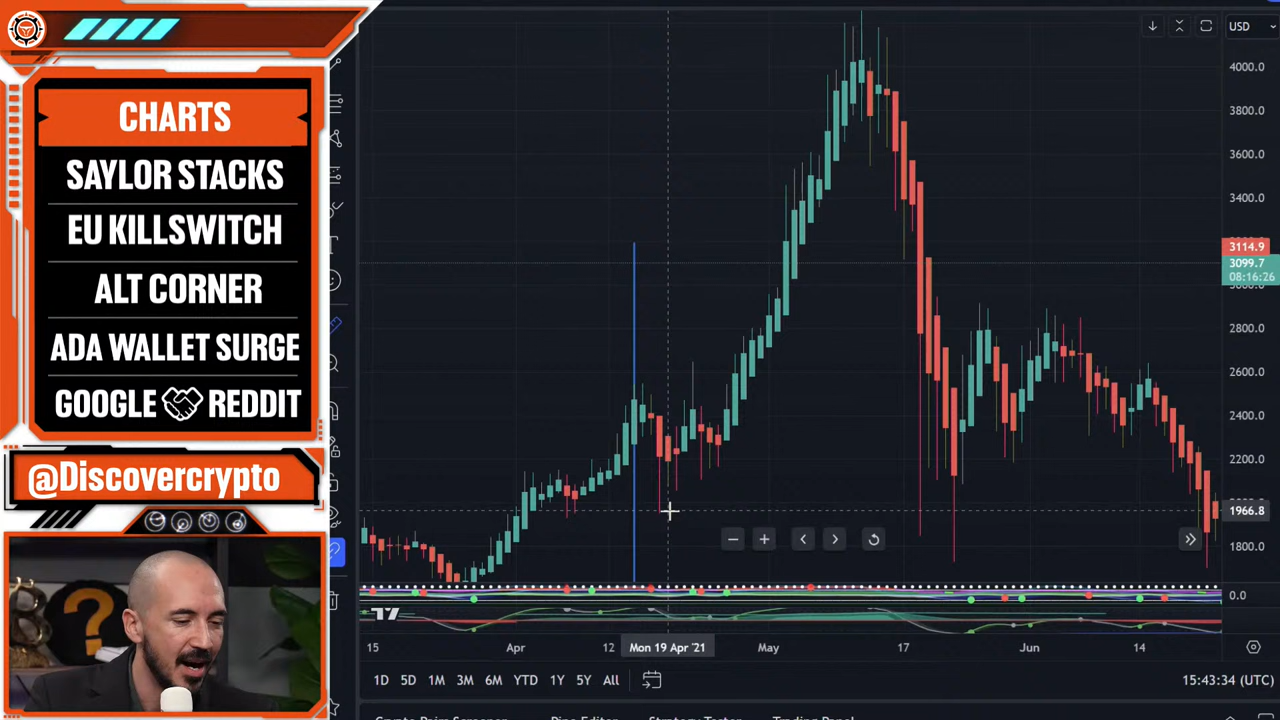 CHARTS
SAYLOR STACKS
EU KILLSWITCH
ALT CORNER
ADA WALLET SURGE
GOOGLE REDDIT
@Discovercrypto
USD
4000.0
3800.0
3600.0
3400.0
3114.9
3099.7
08:16:26
2800.0
2600.0
2400.0
2200.0
1966.8
1800.0
0.0
15
Apr
12
Mon 19 Apr '21
May
17
Jun
14
1D 5D 1M 3M 6M YTD 1Y 5Y All
15:43:34 (UTC)